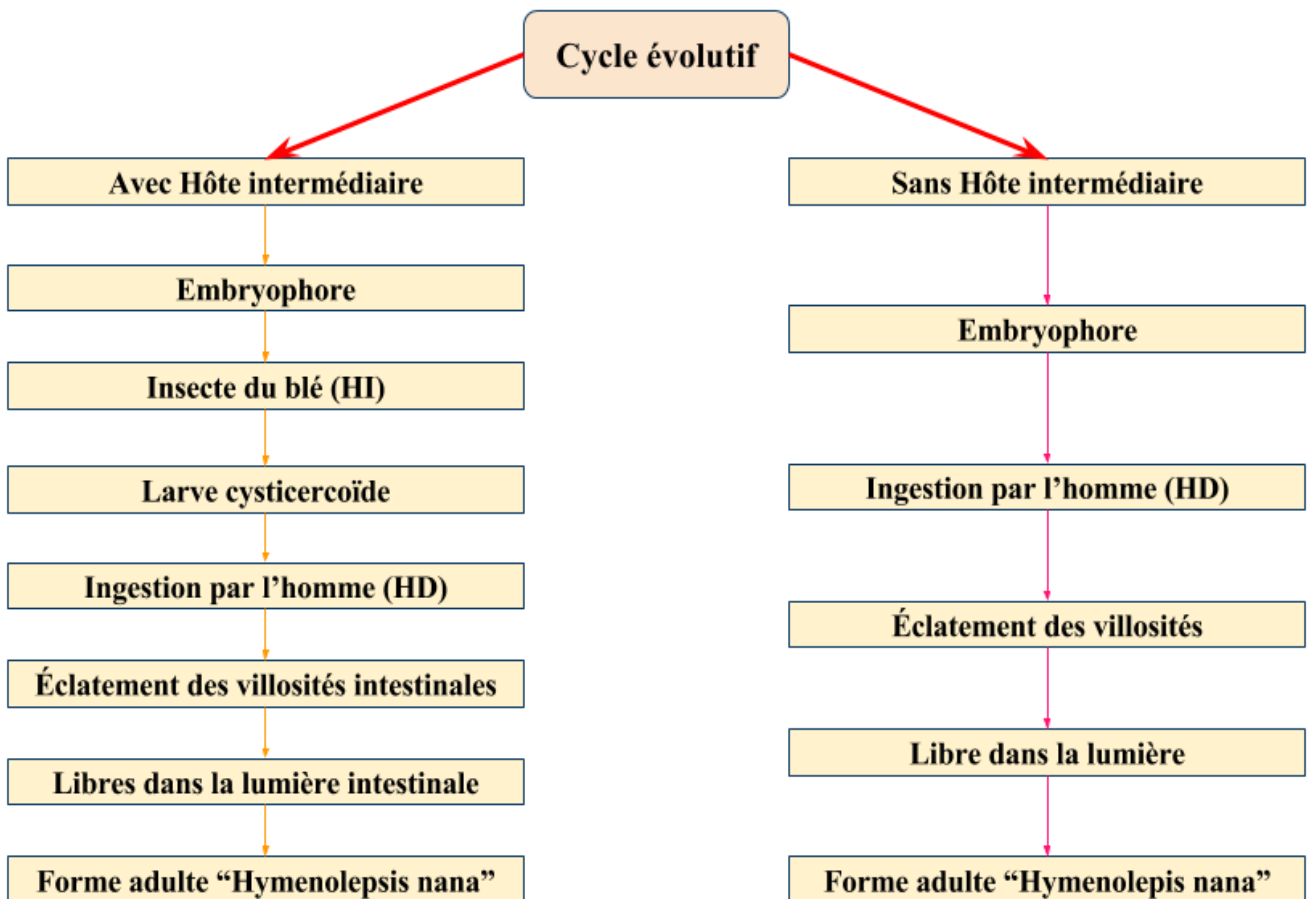 Cycle évolutif
Avec Hôte intermédiaire
Embryophore
Insecte du blé (HI)
Larve cysticercoïde
Ingestion par l’homme (HD)
Éclatement des villosités intestinales
Libres dans la lumière intestinale
Forme adulte “Hymenolepsis nana”
Sans Hôte intermédiaire
Embryophore
Ingestion par l’homme (HD)
Éclatement des villosités
Libre dans la lumière
Forme adulte “Hymenolepis nana”